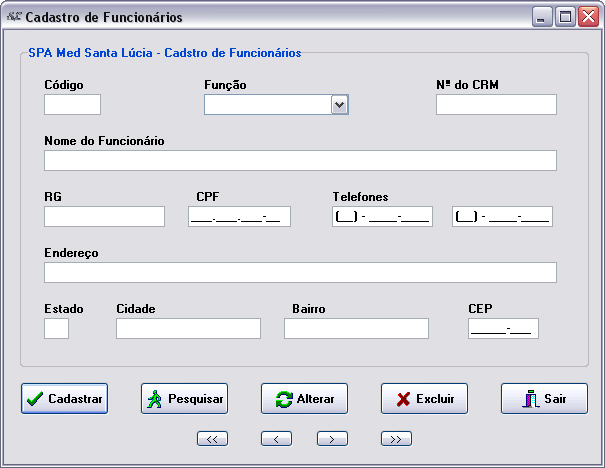 Cadastro de Funcionários
SPA Med Santa Lúcia - Cadstro de Funcionários
Código Função Nº do CRM
Nome do Funcionário
RG CPF Telefones
___.___.___-__ (__) - ____-____ (__) - ____-____
Endereço
Estado Cidade Bairro CEP
_____-___
Cadastrar Pesquisar Alterar Excluir Sair
<< < > >>